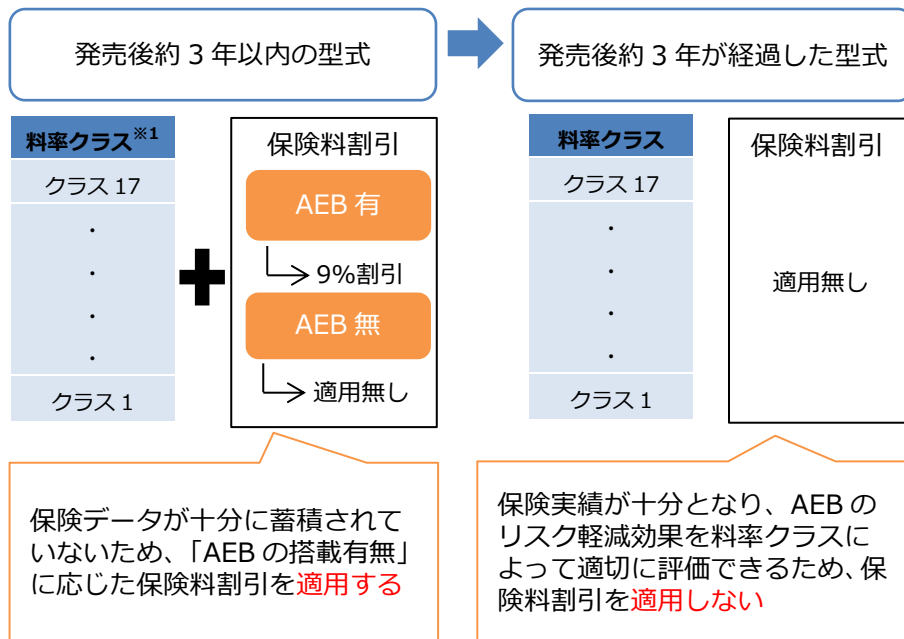 発売後約 3 年以内の型式
発売後約 3 年が経過した型式
料率クラス※1
クラス 17
・
・
・
・
クラス 1
保険料割引
AEB 有
9%割引
AEB 無
適用無し
料率クラス
クラス 17
・
・
・
・
クラス 1
保険料割引
適用無し
保険データが十分に蓄積されて
いないため、「AEB の搭載有無」
に応じた保険料割引を適用する
保険実績が十分となり、AEB の
リスク軽減効果を料率クラスに
よって適切に評価できるため、保
険料割引を適用しない